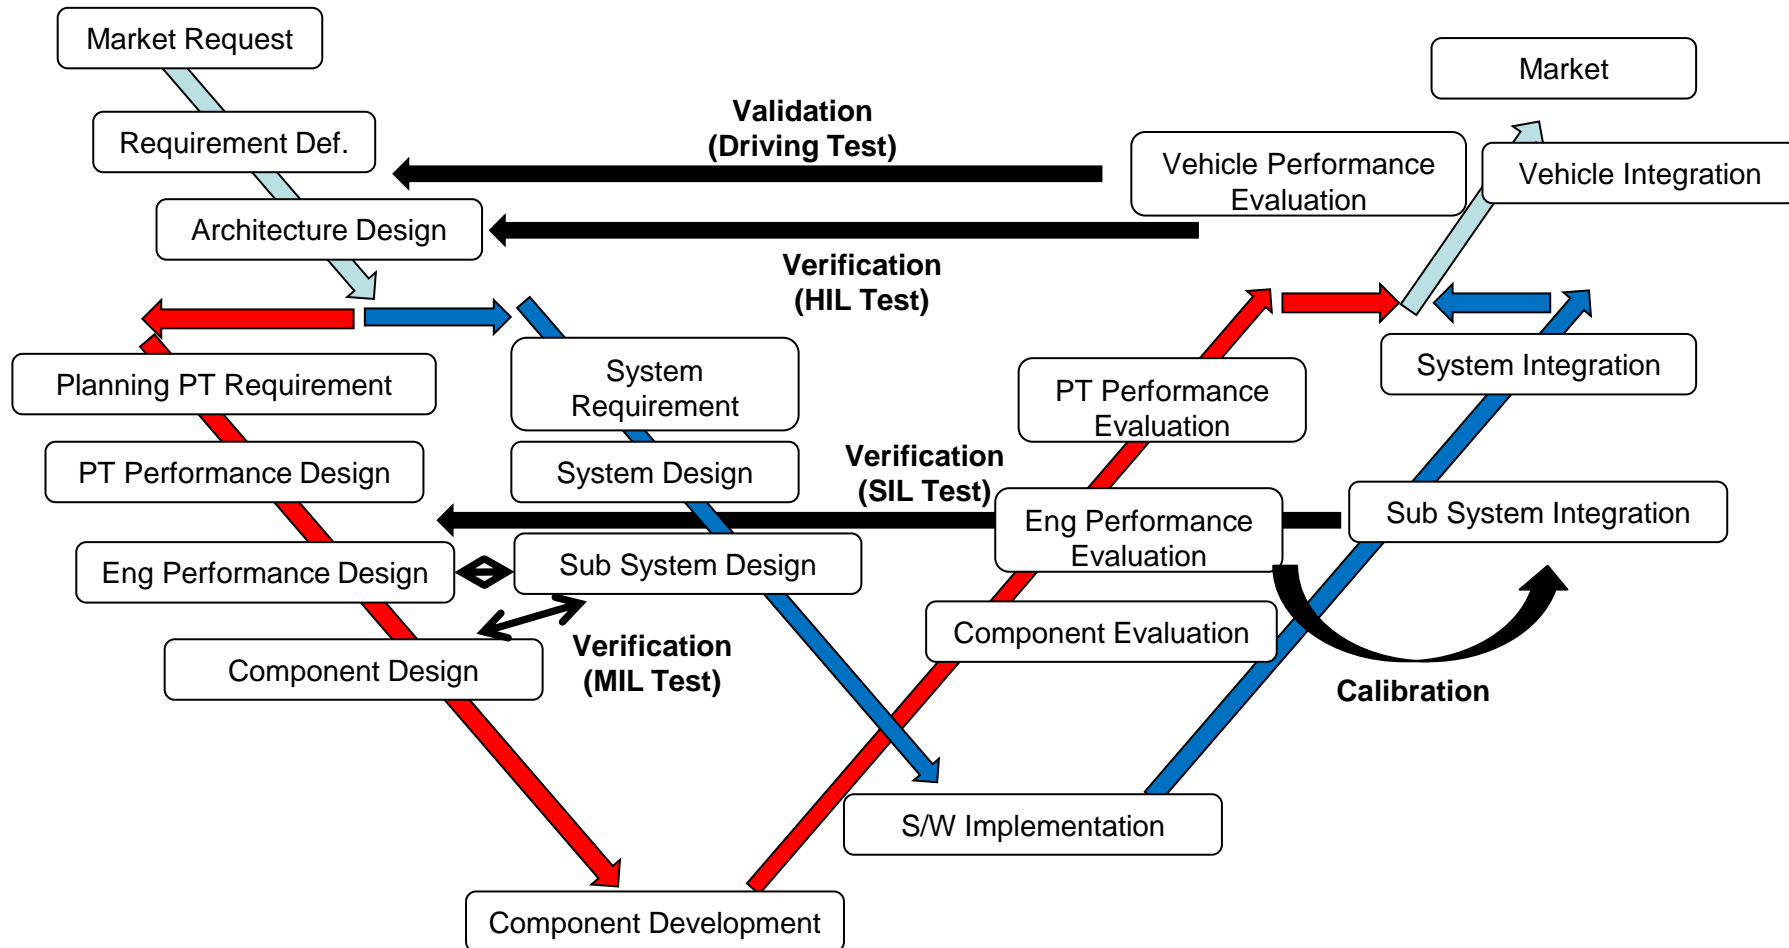 Market Request
Market
Validation
(Driving Test)
Requirement Def.
Vehicle Performance
Evaluation
Vehicle Integration
Architecture Design
Verification
(HIL Test)
Planning PT Requirement
System
Requirement
PT Performance
Evaluation
System Integration
PT Performance Design
System Design
Verification
(SIL Test)
Eng Performance
Evaluation
Sub System Integration
Eng Performance Design
Sub System Design
Component Evaluation
Component Design
Verification
(MIL Test)
Calibration
S/W Implementation
Component Development